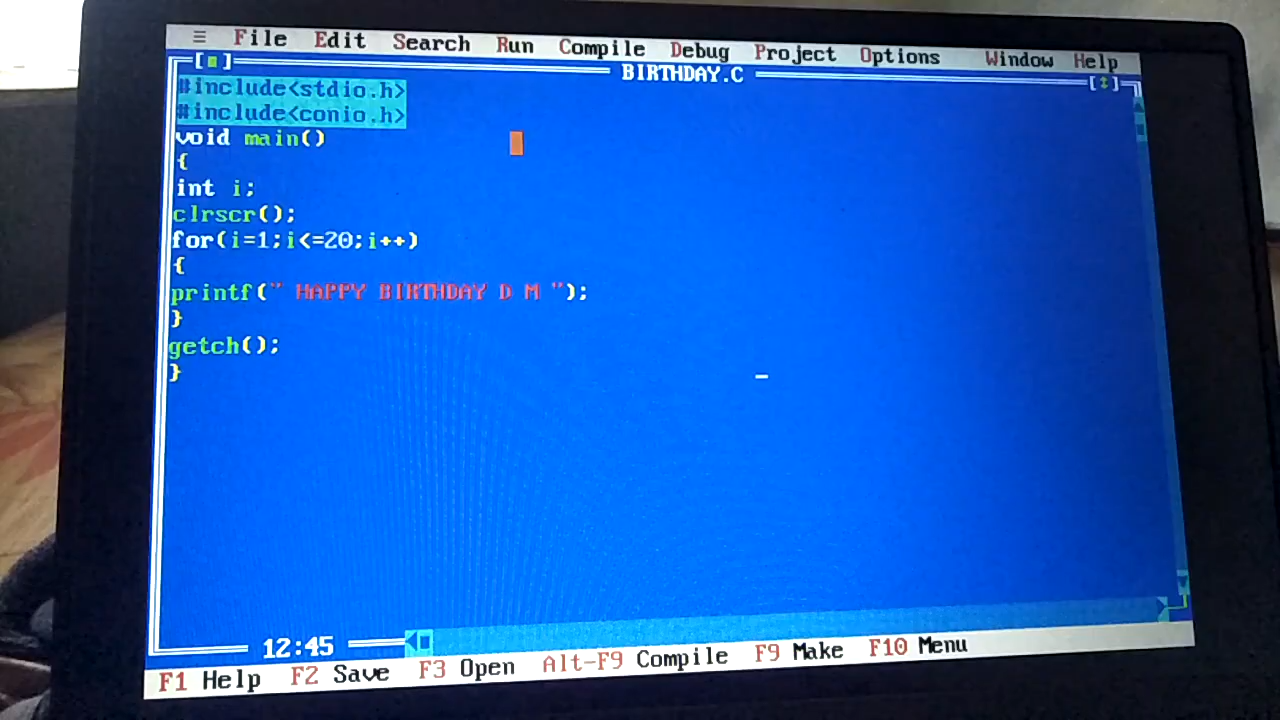 ≡ File Edit Search Run Compile Debug Project Options Window Help
[■] BIRTHDAY.C [↕]
#include<stdio.h>
#include<conio.h>
void main()
{
int i;
clrscr();
for(i=1;i<=20;i++)
{
printf(" HAPPY BIRTHDAY D M ");
}
getch();
}
12:45
F1 Help F2 Save F3 Open Alt-F9 Compile F9 Make F10 Menu